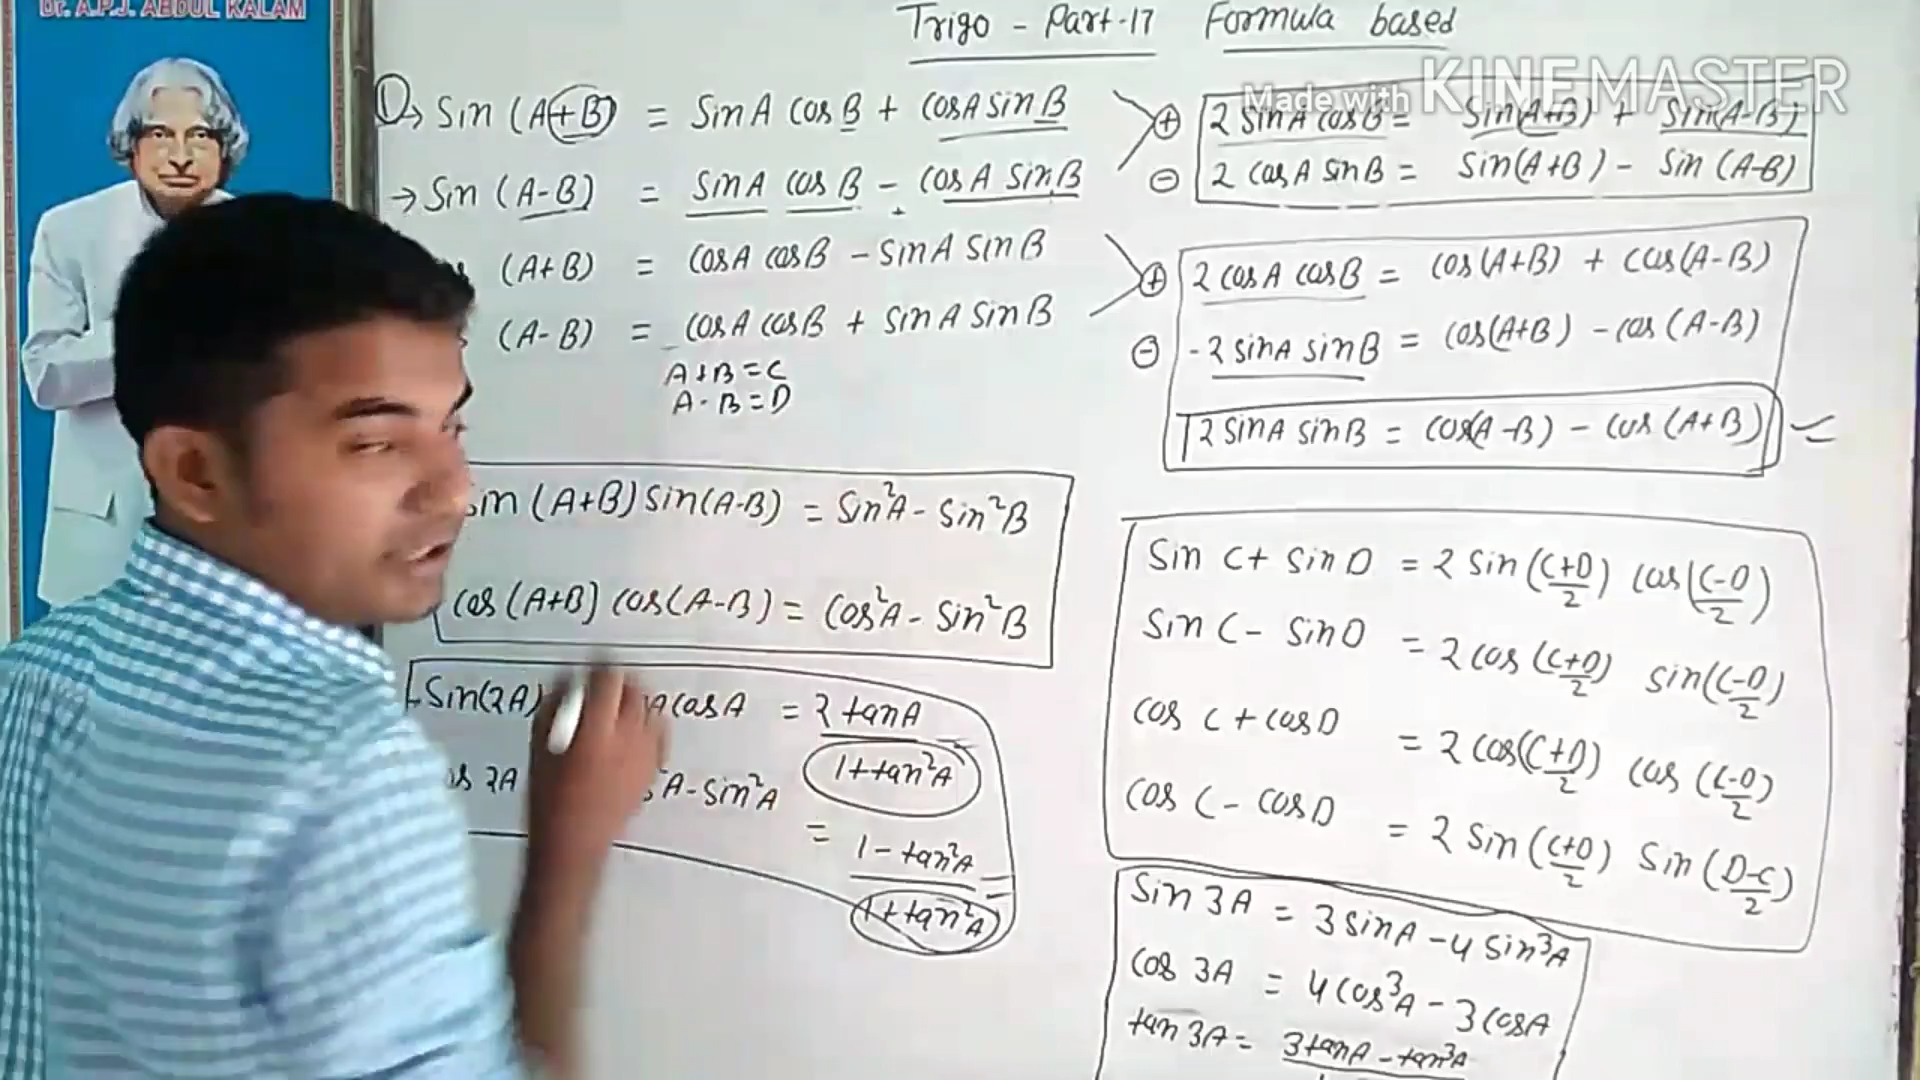 Dr. A.P.J. ABDUL KALAM
Trigo - Part-17 Formula based
Made with KINEMASTER
① → Sin (A+B) = SinA cosB + cosA sinB
→ Sin (A-B) = SinA cosB - cosA sinB
(A+B) = cosA cosB - sinA sinB
(A-B) = cosA cosB + sinA sinB
A+B = C
A-B = D
⊕ 2 sinA cosB = Sin(A+B) + Sin(A-B)
⊖ 2 cosA sinB = Sin(A+B) - Sin (A-B)
⊕ 2 cosA cosB = cos(A+B) + cos(A-B)
⊖ -2 sinA sinB = cos(A+B) - cos(A-B)
2 sinA sinB = cos(A-B) - cos(A+B)
Sin (A+B) Sin(A-B) = Sin²A - Sin²B
cos (A+B) cos(A-B) = Cos²A - Sin²B
Sin(2A) A cosA = 2 tanA / 1+tan²A
cos 2A A - sin²A
= 1 - tan²A / 1+tan²A
Sin C + sin D = 2 sin (C+D/2) cos (C-D/2)
Sin C - sin D = 2 cos (C+D/2) sin (C-D/2)
cos C + cos D = 2 cos (C+D/2) cos (C-D/2)
cos C - cos D = 2 Sin (C+D/2) Sin (D-C/2)
Sin 3A = 3 sinA - 4 sin³A
cos 3A = 4 cos³A - 3 cosA
tan 3A = 3tanA - tan³A